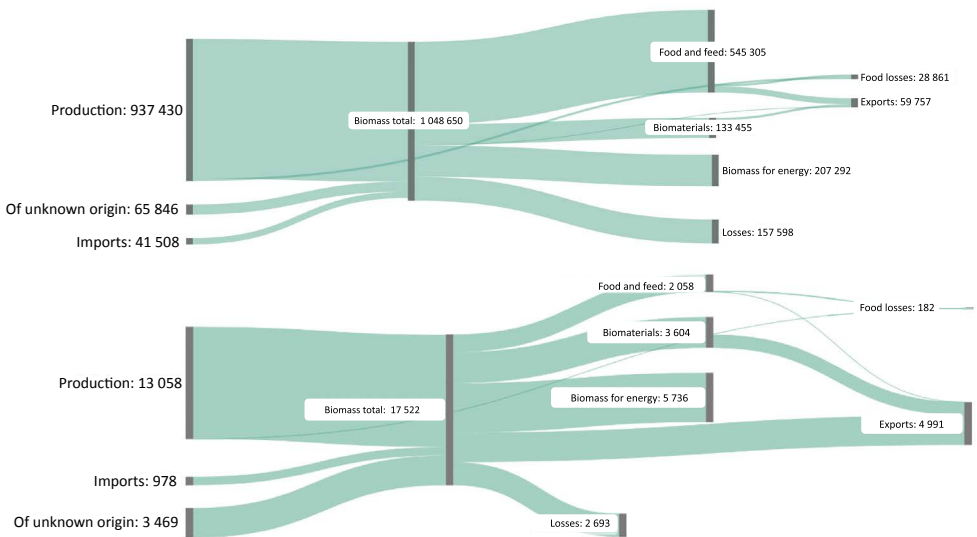 Food and feed: 545 305
Food losses: 28 861
Exports: 59 757
Production: 937 430
Biomass total: 1 048 650
Biomaterials: 133 455
Biomass for energy: 207 292
Of unknown origin: 65 846
Losses: 157 598
Imports: 41 508
Food and feed: 2 058
Food losses: 182
Biomaterials: 3 604
Production: 13 058
Biomass for energy: 5 736
Biomass total: 17 522
Exports: 4 991
Imports: 978
Of unknown origin: 3 469
Losses: 2 693